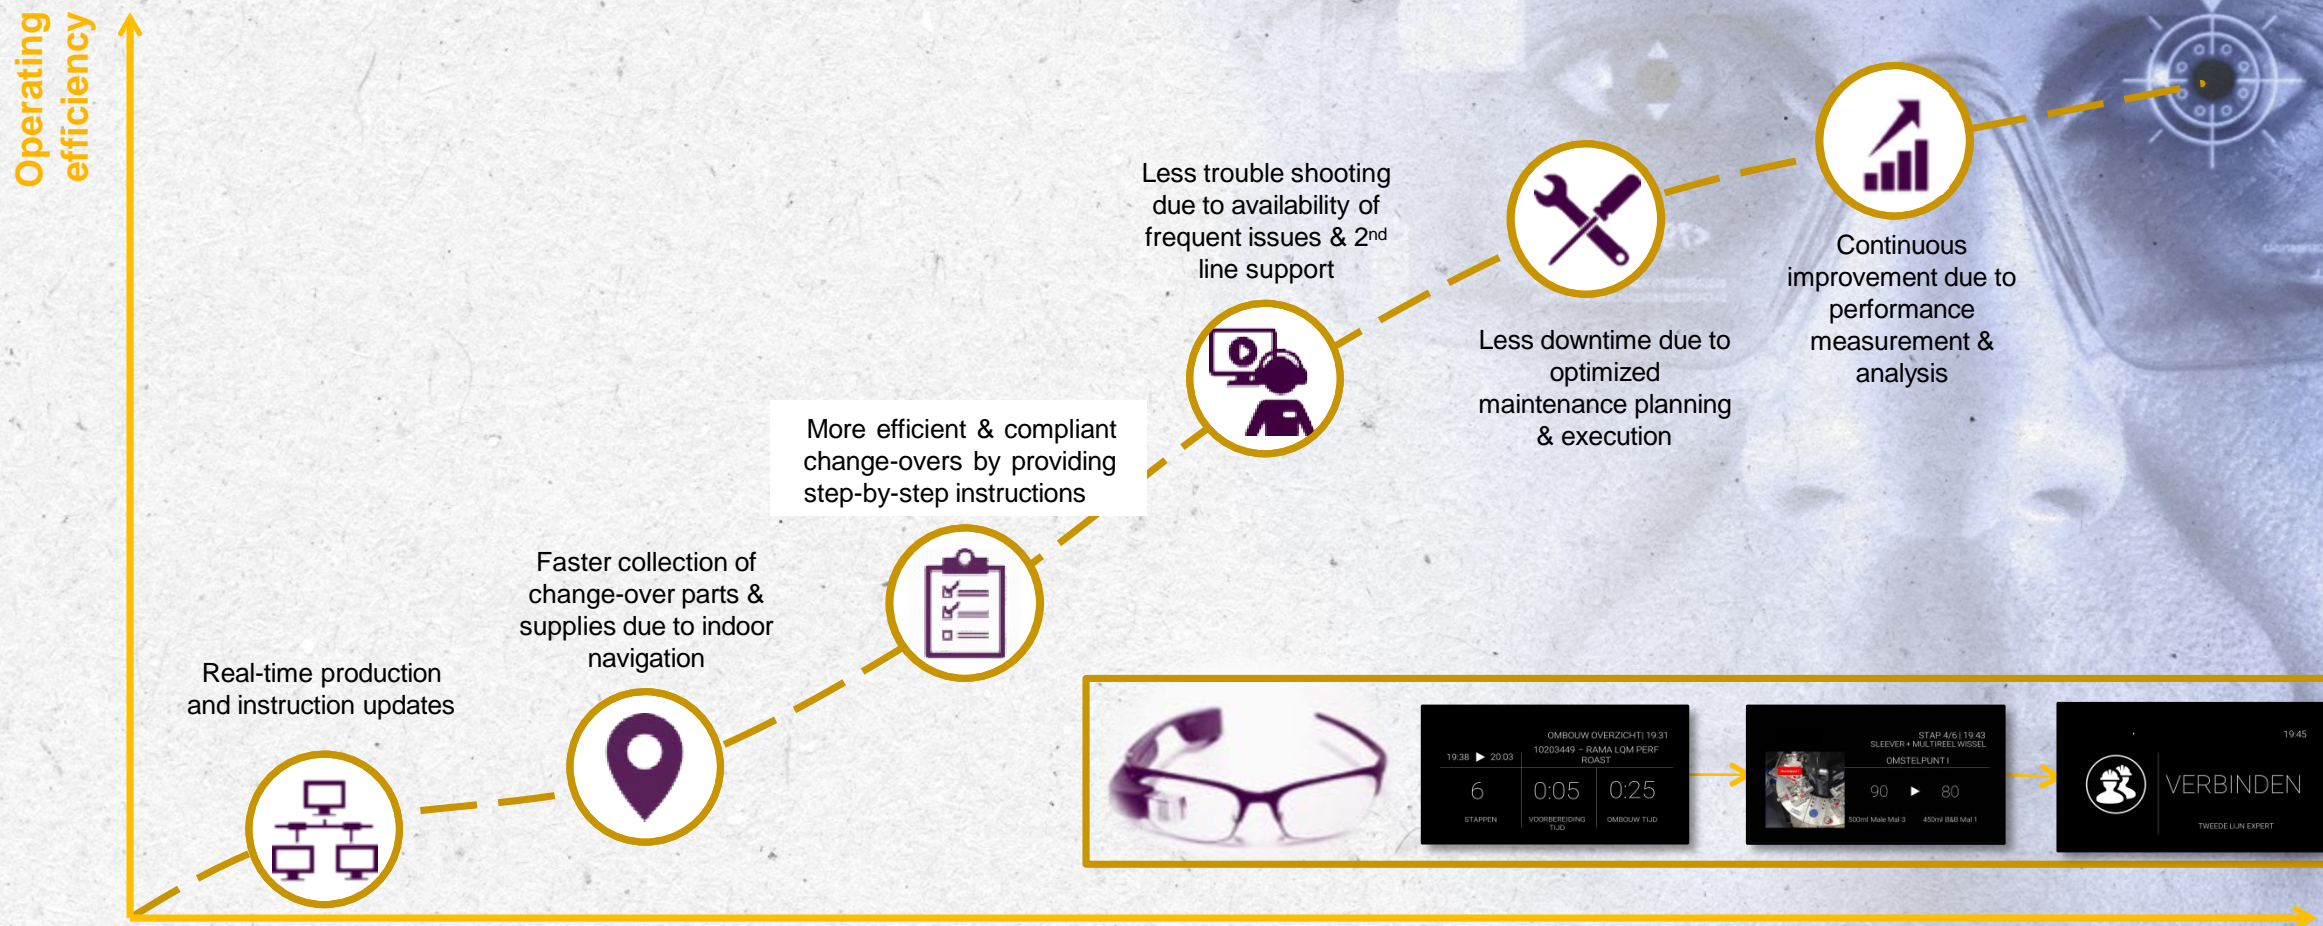 Operating
efficiency
Real-time production
and instruction updates
Faster collection of
change-over parts &
supplies due to indoor
navigation
More efficient & compliant
change-overs by providing
step-by-step instructions
Less trouble shooting
due to availability of
frequent issues & 2nd
line support
Less downtime due to
optimized
maintenance planning
& execution
Continuous
improvement due to
performance
measurement &
analysis
OMBOUW OVERZICHT| 19:31
19:38 ▶ 20:03
10203449 – RAMA LQM PERF
ROAST
6
0:05
0:25
STAPPEN
VOORBEREIDING
TIJD
OMBOUW TIJD
STAP 4/6 | 19:43
SLEEVER + MULTIREEL WISSEL
OMSTELPUNT I
90 ▶ 80
500ml Male Mal 3
450ml B&B Mal 1
19:45
VERBINDEN
TWEEDE LIJN EXPERT